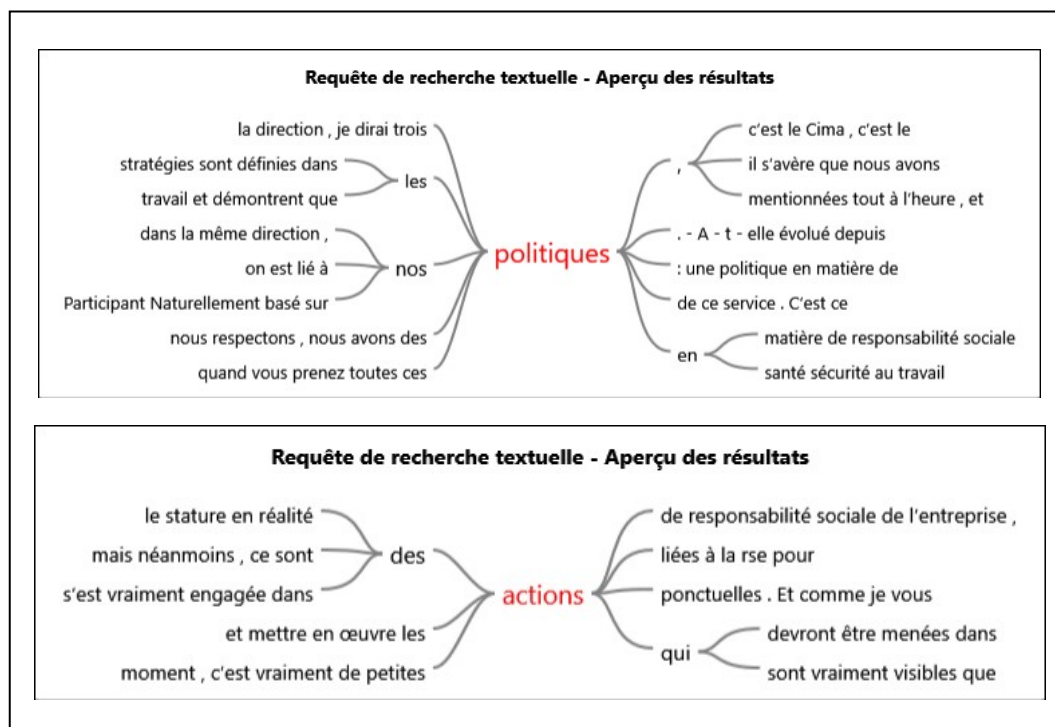 Requête de recherche textuelle - Aperçu des résultats
la direction , je dirai trois
stratégies sont définies dans
travail et démontrent que
les
dans la même direction ,
on est lié à
Participant Naturellement basé sur
nos
nous respectons , nous avons des
quand vous prenez toutes ces
politiques
,
c'est le Cima , c'est le
il s'avère que nous avons
mentionnées tout à l'heure , et
. - A - t - elle évolué depuis
: une politique en matière de
de ce service . C'est ce
en
matière de responsabilité sociale
santé sécurité au travail
Requête de recherche textuelle - Aperçu des résultats
le stature en réalité
mais néanmoins , ce sont
s'est vraiment engagée dans
des
et mettre en œuvre les
moment , c'est vraiment de petites
actions
de responsabilité sociale de l'entreprise ,
liées à la rse pour
ponctuelles . Et comme je vous
qui
devront être menées dans
sont vraiment visibles que